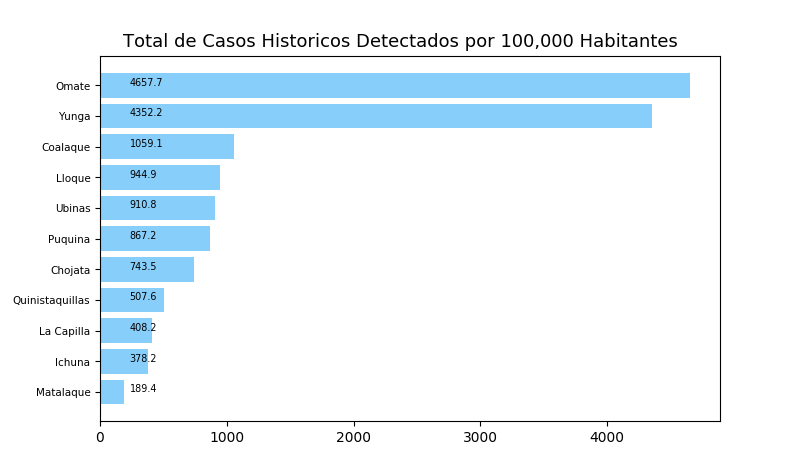 Total de Casos Historicos Detectados por 100,000 Habitantes
Omate 4657.7
Yunga 4352.2
Coalaque 1059.1
Lloque 944.9
Ubinas 910.8
Puquina 867.2
Chojata 743.5
Quinistaquillas 507.6
La Capilla 408.2
Ichuna 378.2
Matalaque 189.4
0 1000 2000 3000 4000